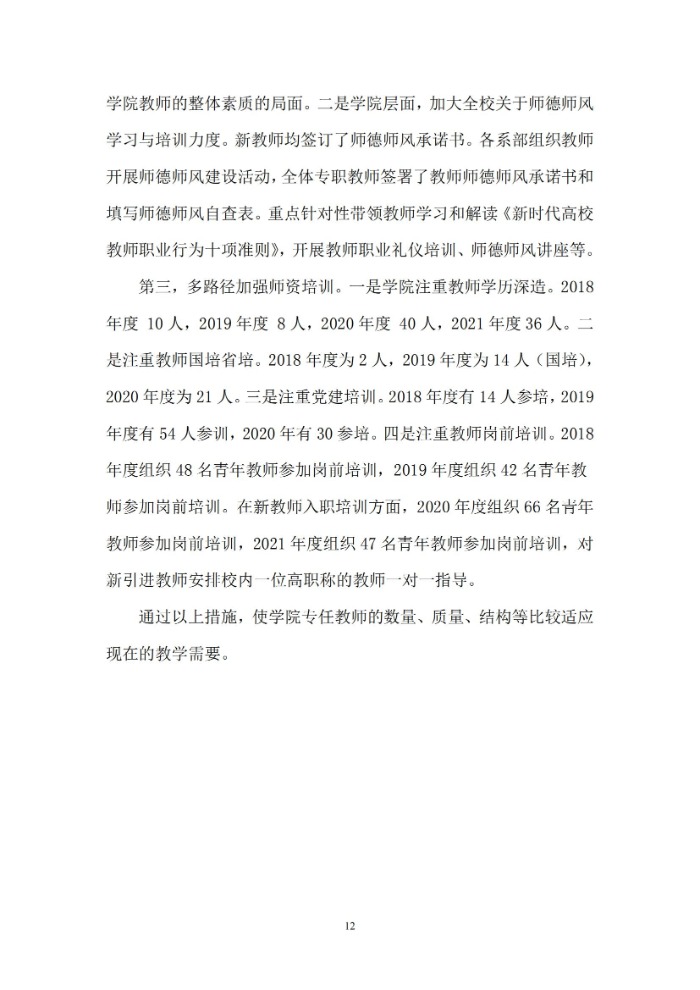 学院教师的整体素质的局面。二是学院层面，加大全校关于师德师风
学习与培训力度。新教师均签订了师德师风承诺书。各系部组织教师
开展师德师风建设活动，全体专职教师签署了教师师德师风承诺书和
填写师德师风自查表。重点针对性带领教师学习和解读《新时代高校
教师职业行为十项准则》，开展教师职业礼仪培训、师德师风讲座等。
第三，多路径加强师资培训。一是学院注重教师学历深造。2018
年度 10 人，2019 年度 8 人，2020 年度 40 人，2021 年度 36 人。二
是注重教师国培省培。2018 年度为 2 人，2019 年度为 14 人（国培），
2020 年度为 21 人。三是注重党建培训。2018 年度有 14 人参培，2019
年度有 54 人参训，2020 年有 30 参培。四是注重教师岗前培训。2018
年度组织 48 名青年教师参加岗前培训，2019 年度组织 42 名青年教
师参加岗前培训。在新教师入职培训方面，2020 年度组织 66 名青年
教师参加岗前培训，2021 年度组织 47 名青年教师参加岗前培训，对
新引进教师安排校内一位高职称的教师一对一指导。
通过以上措施，使学院专任教师的数量、质量、结构等比较适应
现在的教学需要。
12